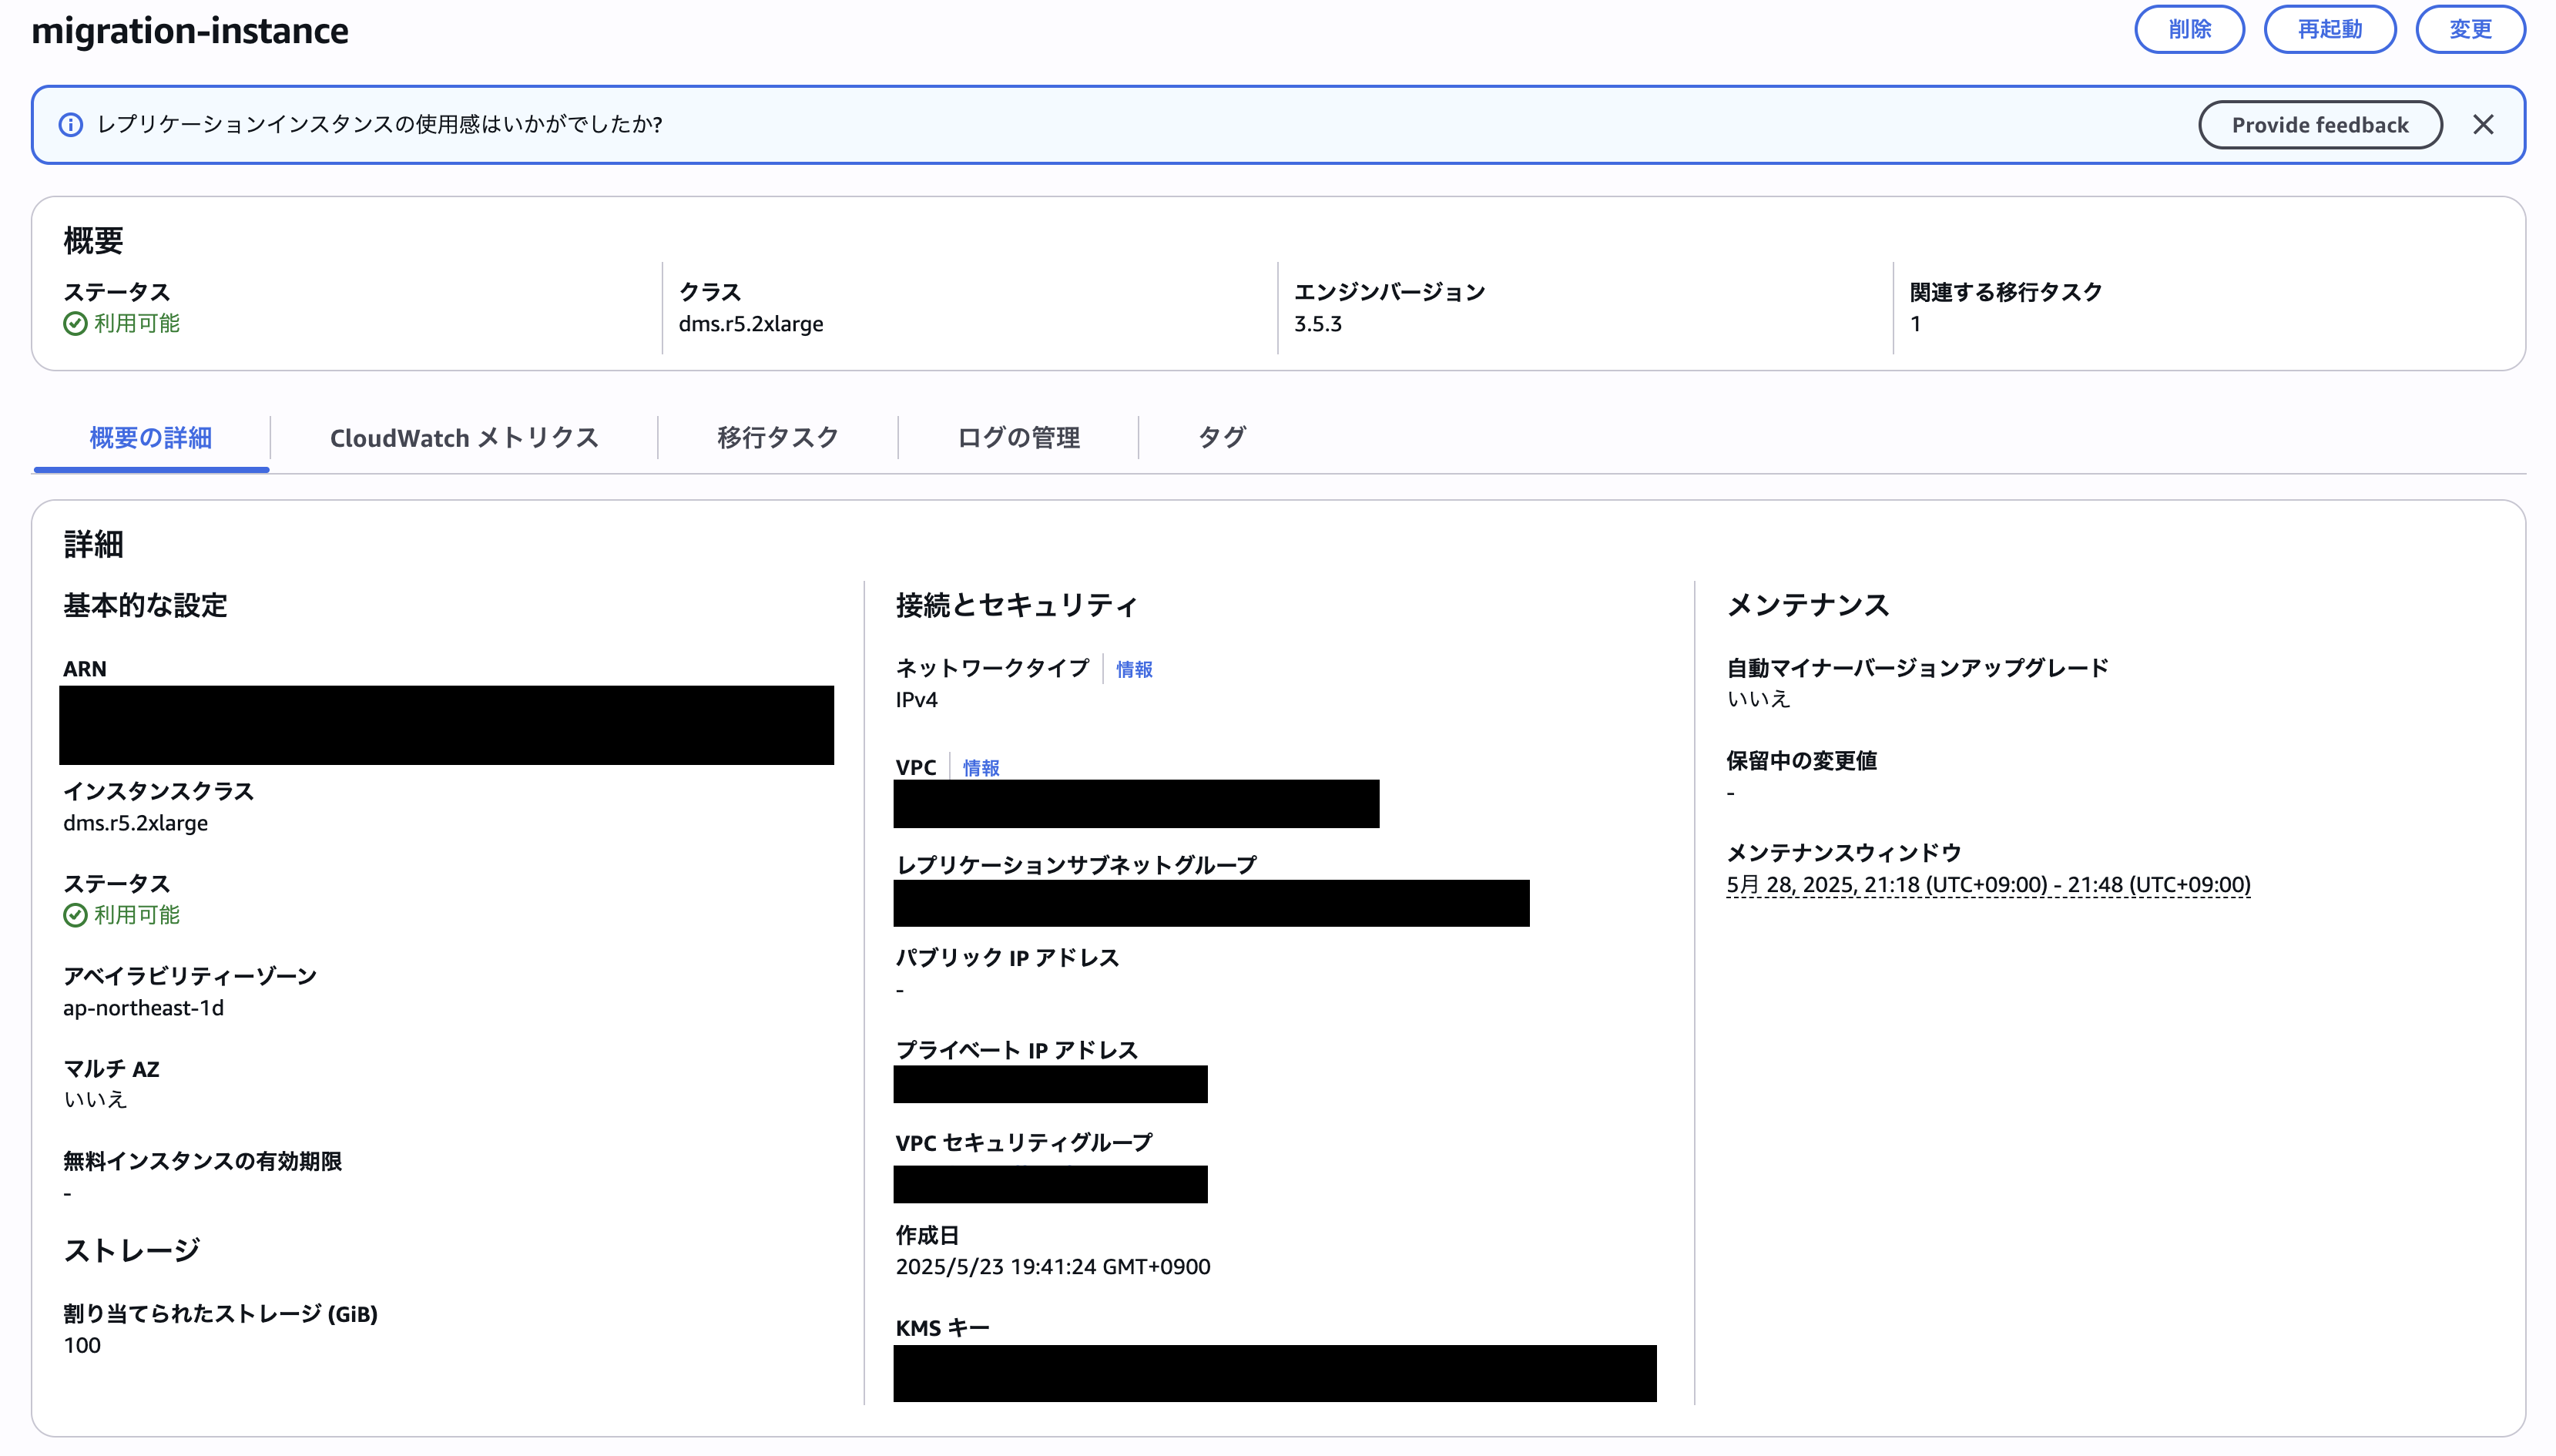 migration-instance
削除
再起動
変更
レプリケーションインスタンスの使用感はいかがでしたか?
Provide feedback
概要
ステータス
利用可能
クラス
dms.r5.2xlarge
エンジンバージョン
3.5.3
関連する移行タスク
1
概要の詳細
CloudWatch メトリクス
移行タスク
ログの管理
タグ
詳細
基本的な設定
ARN
インスタンスクラス
dms.r5.2xlarge
ステータス
利用可能
アベイラビリティーゾーン
ap-northeast-1d
マルチ AZ
いいえ
無料インスタンスの有効期限
-
ストレージ
割り当てられたストレージ (GiB)
100
接続とセキュリティ
ネットワークタイプ 情報
IPv4
VPC 情報
レプリケーションサブネットグループ
パブリック IP アドレス
-
プライベート IP アドレス
VPC セキュリティグループ
作成日
2025/5/23 19:41:24 GMT+0900
KMS キー
メンテナンス
自動マイナーバージョンアップグレード
いいえ
保留中の変更値
-
メンテナンスウィンドウ
5月 28, 2025, 21:18 (UTC+09:00) - 21:48 (UTC+09:00)